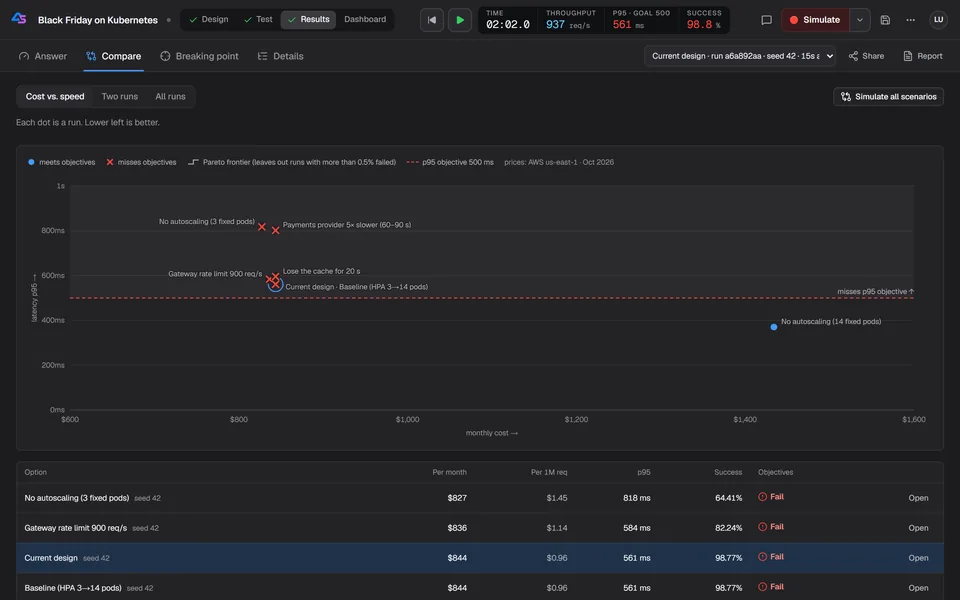 Black Friday on Kubernetes
Design
Test
Results
Dashboard
TIME
02:02.0
THROUGHPUT
937 req/s
P95 · GOAL 500
561 ms
SUCCESS
98.8 %
Simulate
LU
Answer
Compare
Breaking point
Details
Current design · run a6a892aa · seed 42 · 15s
Share
Report
Cost vs. speed
Two runs
All runs
Simulate all scenarios
Each dot is a run. Lower left is better.
meets objectives
misses objectives
Pareto frontier (leaves out runs with more than 0.5% failed)
p95 objective 500 ms
prices: AWS us-east-1 · Oct 2026
1s
No autoscaling (3 fixed pods)
Payments provider 5× slower (60–90 s)
800ms
Lose the cache for 20 s
Gateway rate limit 900 req/s
600ms
Current design · Baseline (HPA 3→14 pods)
misses p95 objective ↑
latency p95 →
400ms
No autoscaling (14 fixed pods)
200ms
0ms
$600
$800
$1,000
$1,200
$1,400
$1,600
monthly cost →
Option Per month Per 1M req p95 Success Objectives
No autoscaling (3 fixed pods) seed 42 $827 $1.45 818 ms 64.41% Fail Open
Gateway rate limit 900 req/s seed 42 $836 $1.14 584 ms 82.24% Fail Open
Current design seed 42 $844 $0.96 561 ms 98.77% Fail Open
Baseline (HPA 3→14 pods) seed 42 $844 $0.96 561 ms 98.77% Fail Open